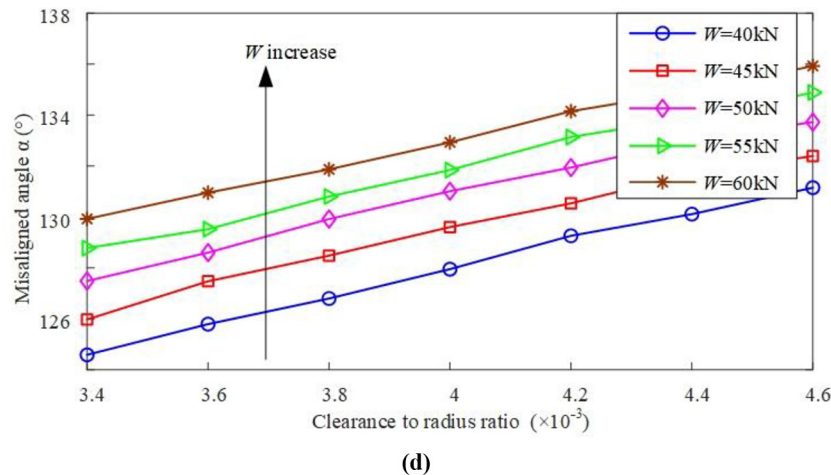 138
134
130
126
Misaligned angle α (°)
W increase
W=40kN
W=45kN
W=50kN
W=55kN
W=60kN
3.4 3.6 3.8 4 4.2 4.4 4.6
Clearance to radius ratio (×10⁻³)
(d)